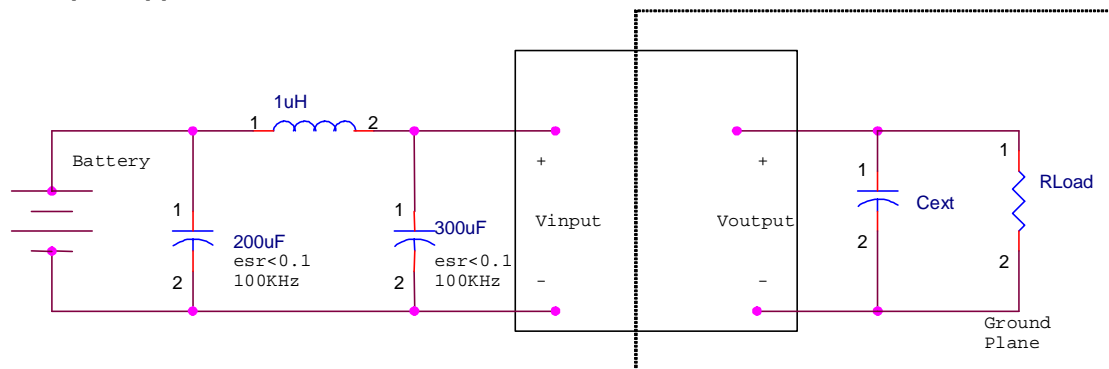 1uH
1
2
Battery
1
2
200uF
esr<0.1
100KHz
1
2
300uF
esr<0.1
100KHz
+
Vinput
-
+
Voutput
-
1
2
Cext
1
2
RLoad
Ground
Plane